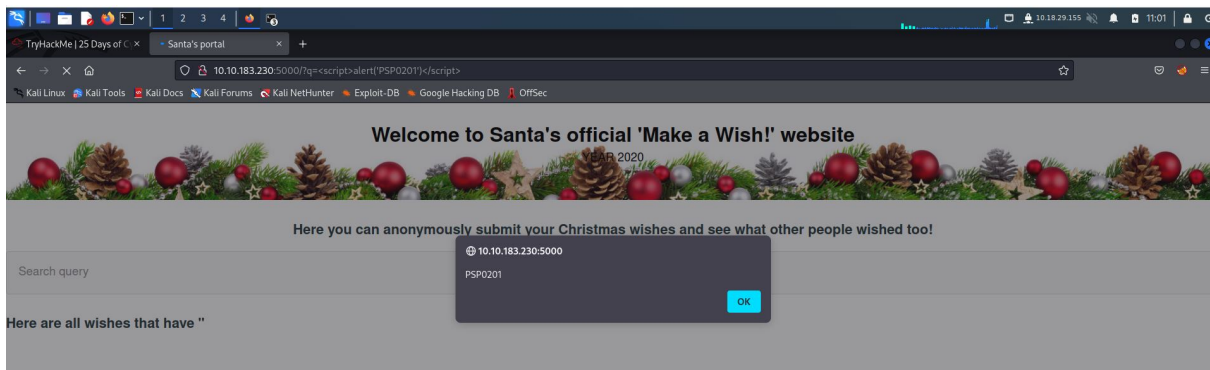 1 2 3 4
10.18.29.155 11:01
TryHackMe | 25 Days of C
Santa's portal
10.10.183.230:5000/?q=<script>alert('PSP0201')</script>
Kali Linux Kali Tools Kali Docs Kali Forums Kali NetHunter Exploit-DB Google Hacking DB OffSec
Welcome to Santa's official 'Make a Wish!' website
YEAR 2020
Here you can anonymously submit your Christmas wishes and see what other people wished too!
10.10.183.230:5000
Search query
PSP0201
OK
Here are all wishes that have "